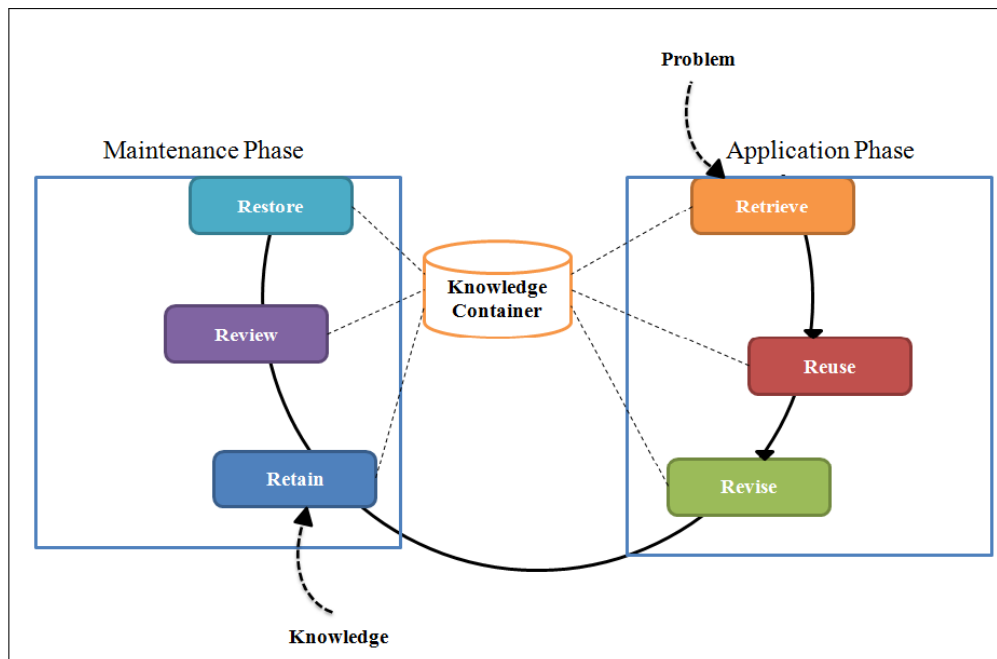 Problem
Maintenance Phase
Application Phase
Restore
Retrieve
Knowledge
Container
Review
Reuse
Retain
Revise
Knowledge